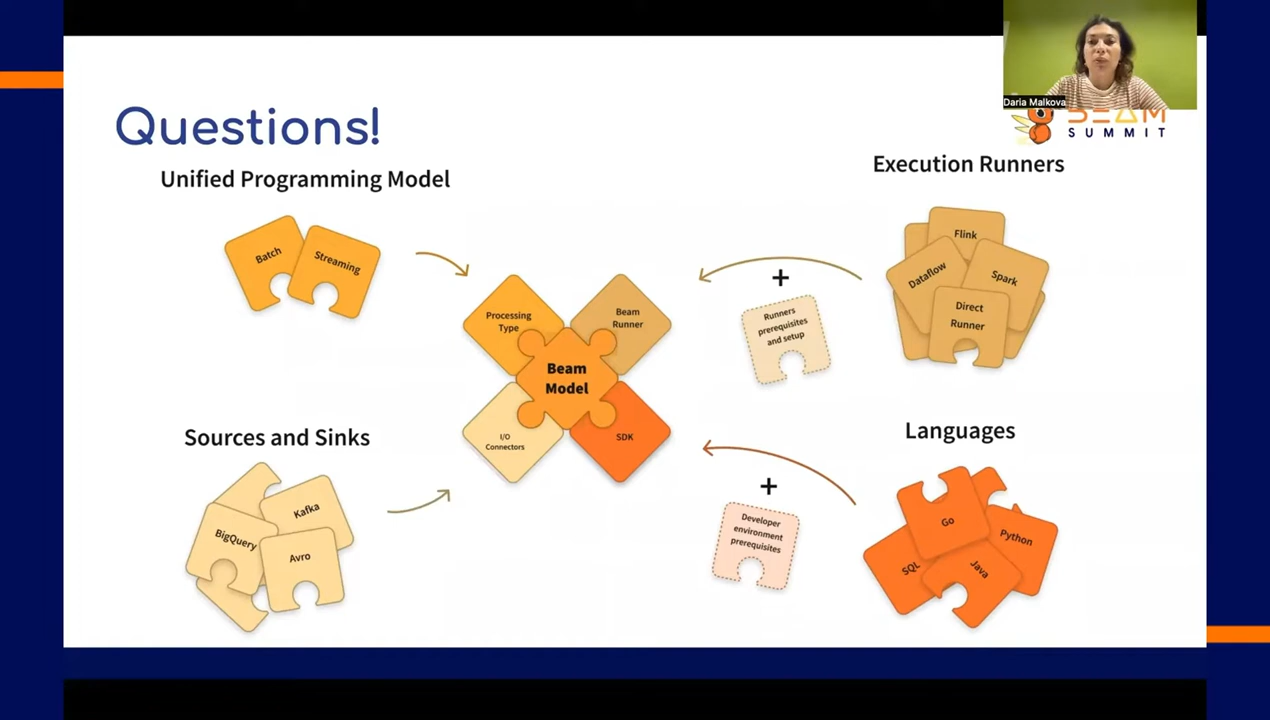 Daria Malkova
BEAM
SUMMIT
Questions!
Unified Programming Model
Batch
Streaming
Execution Runners
Flink
Dataflow
Spark
Direct
Runner
+
Runners
prerequisites
and setup
Processing
Type
Beam
Runner
Beam
Model
I/O
Connectors
SDK
Sources and Sinks
Kafka
BigQuery
Avro
Languages
+
Developer
environment
prerequisites
Go
Python
SQL
Java